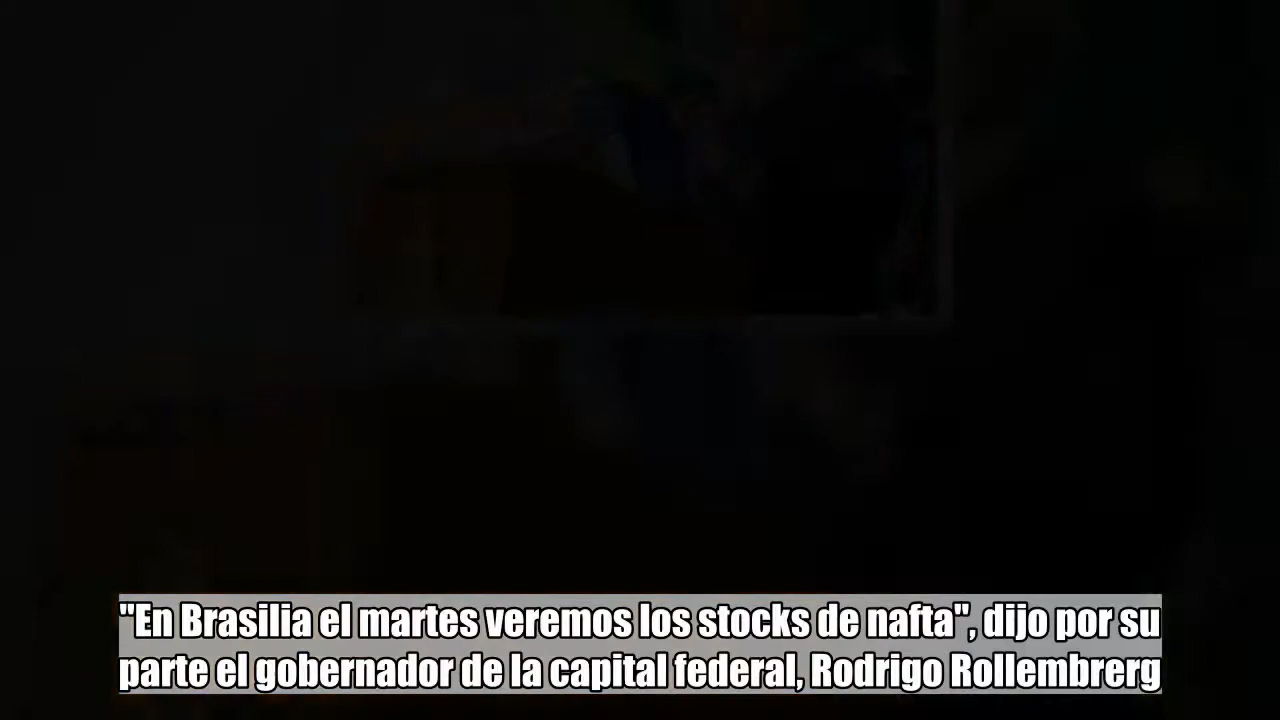 "En Brasilia el martes veremos los stocks de nafta", dijo por su
parte el gobernador de la capital federal, Rodrigo Rollembrerg